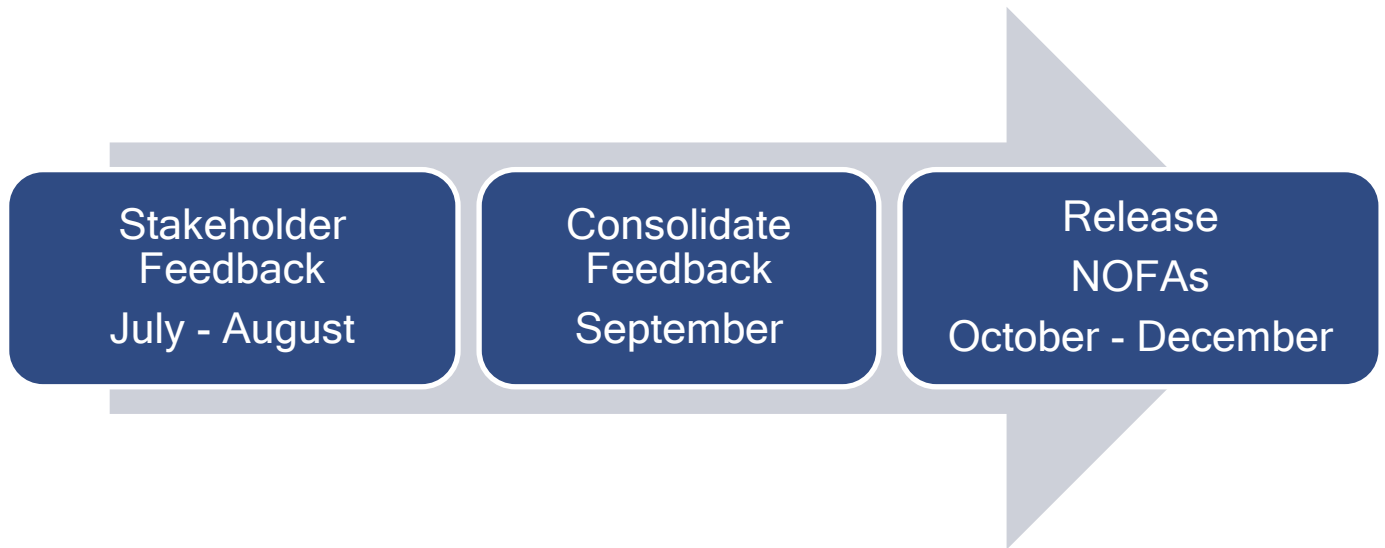 Stakeholder
Feedback
July - August
Consolidate
Feedback
September
Release
NOFAs
October - December